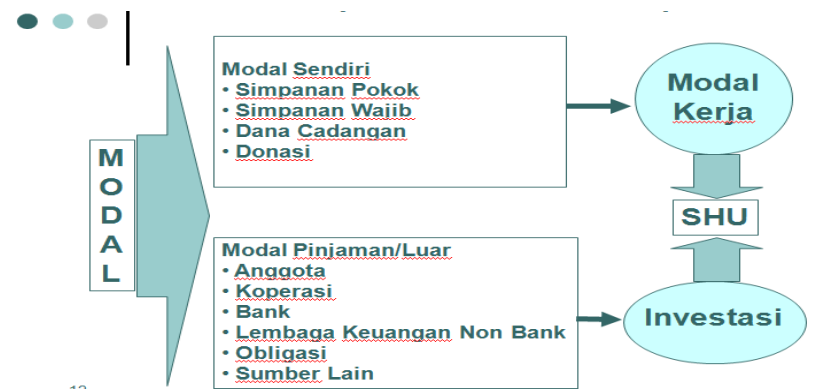 MODAL
Modal Sendiri
• Simpanan Pokok
• Simpanan Wajib
• Dana Cadangan
• Donasi
Modal
Kerja
SHU
Modal Pinjaman/Luar
• Anggota
• Koperasi
• Bank
• Lembaga Keuangan Non Bank
• Obligasi
• Sumber Lain
Investasi